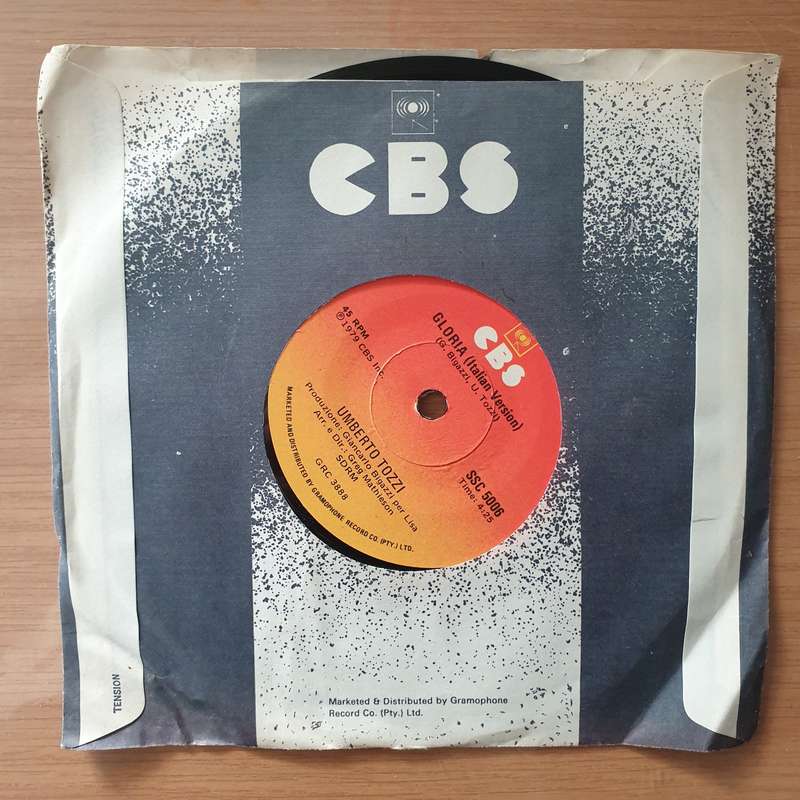 CBS
CBS
GLORIA (Italian Version)
(G. Bigazzi, U. Tozzi)
45 RPM
℗1979 CBS Inc.
SSC 5006
Time: 4:25
UMBERTO TOZZI
Produzione: Giancarlo Bigazzi per Lisa
Arr. e Dir.: Greg Mathieson
SDRM
GRC 3888
MARKETED AND DISTRIBUTED BY GRAMOPHONE RECORD CO. (PTY.) LTD.
TENSION
Marketed & Distributed by Gramophone
Record Co. (Pty.) Ltd.